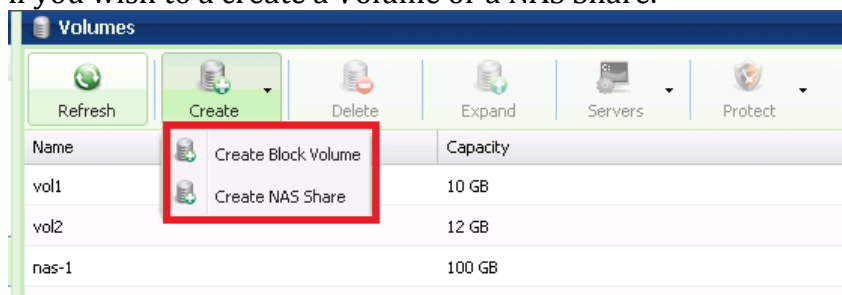 if you wish to a create a Volume or a NAS share.
Volumes
Refresh Create Delete Expand Servers Protect
Name Capacity
Create Block Volume
vol1 10 GB
Create NAS Share
vol2 12 GB
nas-1 100 GB